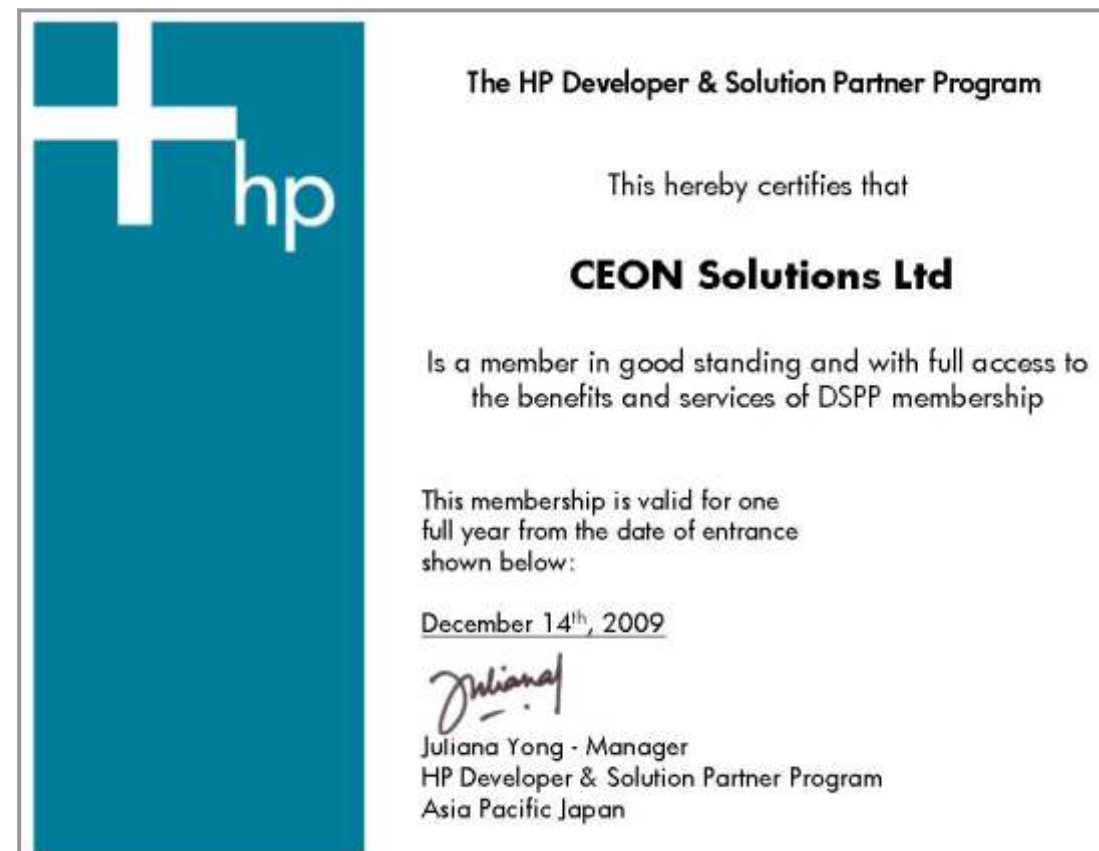 hp
The HP Developer & Solution Partner Program
This hereby certifies that
CEON Solutions Ltd
Is a member in good standing and with full access to
the benefits and services of DSPP membership
This membership is valid for one
full year from the date of entrance
shown below:
December 14th, 2009
Juliana
Juliana Yong - Manager
HP Developer & Solution Partner Program
Asia Pacific Japan